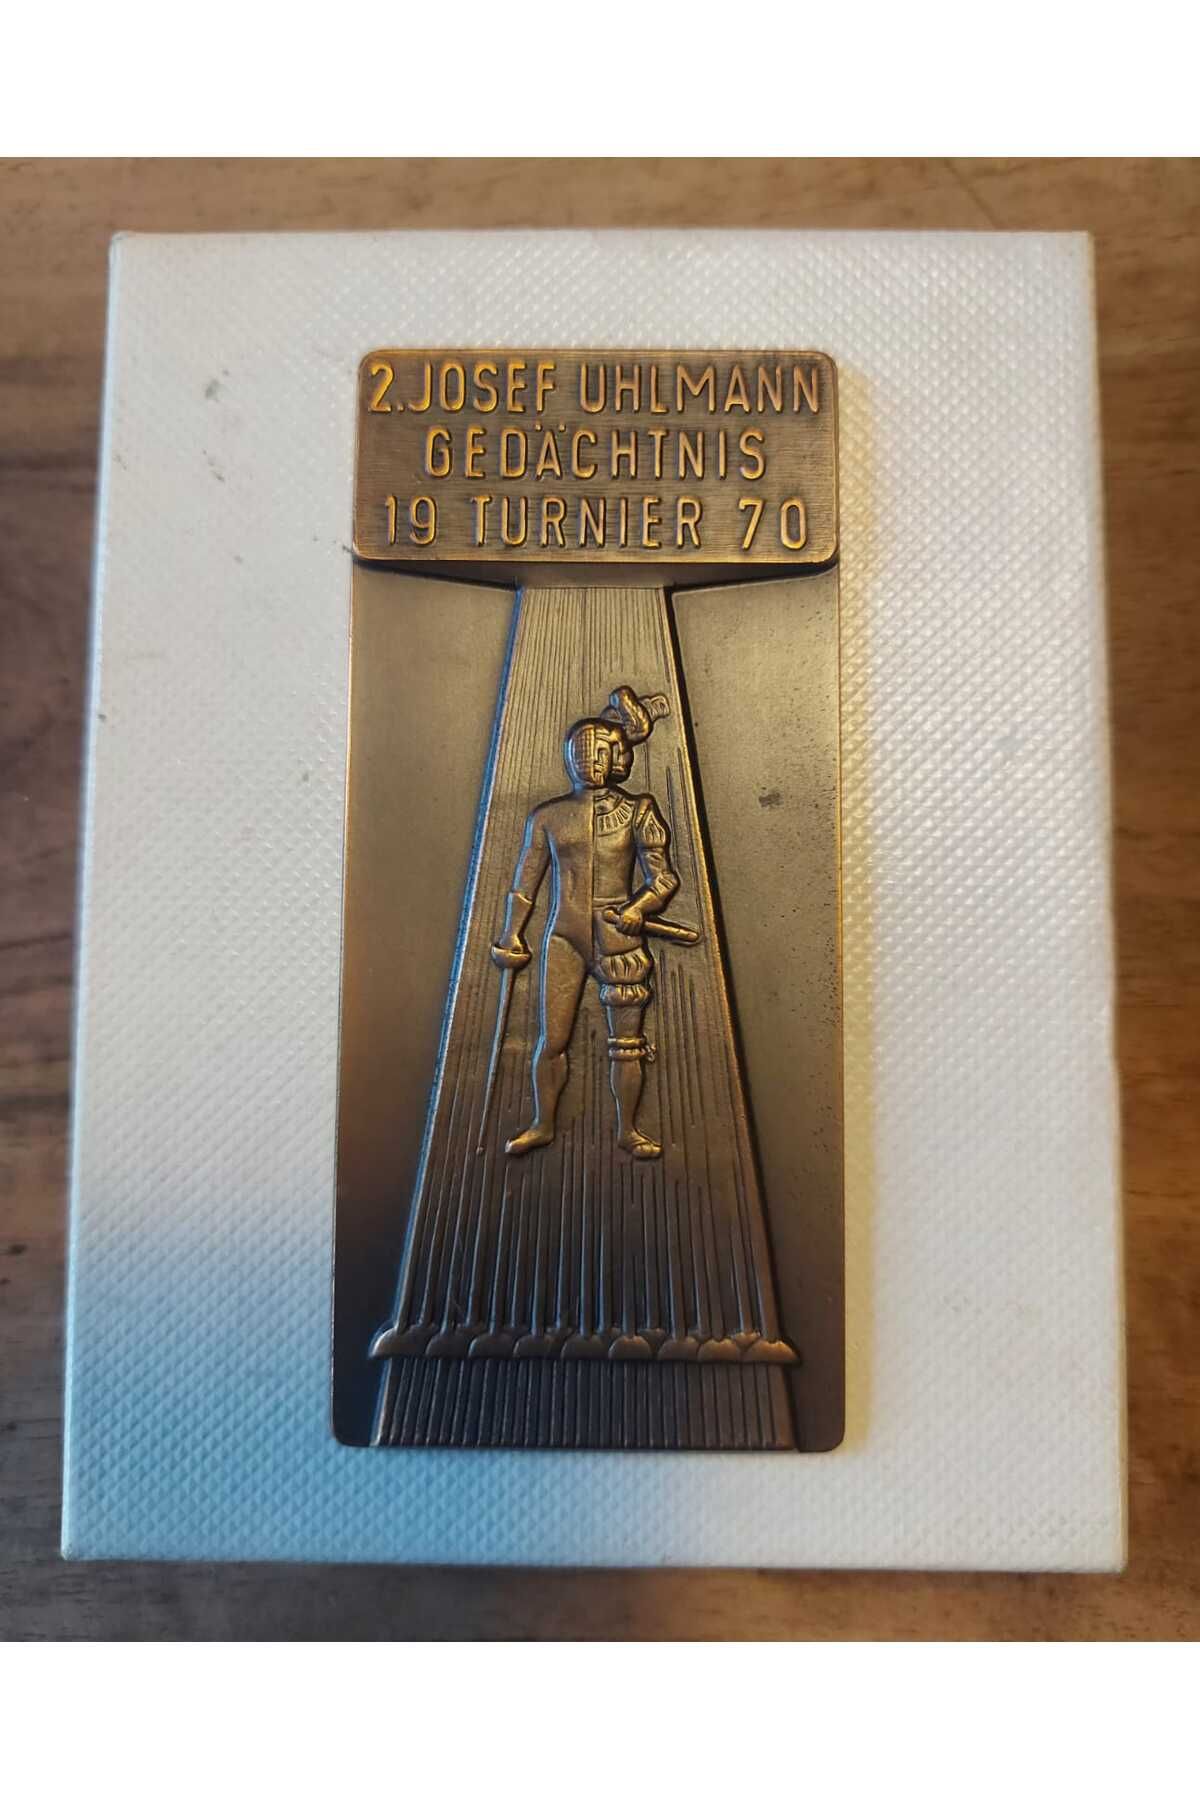 2. JOSEF UHLMANN
GEDÄCHTNIS
19 TURNIER 70